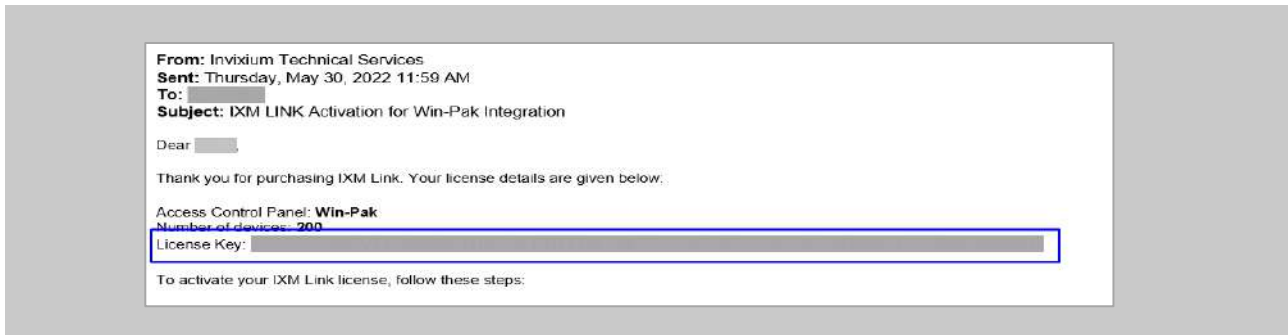 From: Invixium Technical Services
Sent: Thursday, May 30, 2022 11:59 AM
To:
Subject: IXM LINK Activation for Win-Pak Integration
Dear ,
Thank you for purchasing IXM Link. Your license details are given below:
Access Control Panel: Win-Pak
Number of devices: 200
License Key:
To activate your IXM Link license, follow these steps: